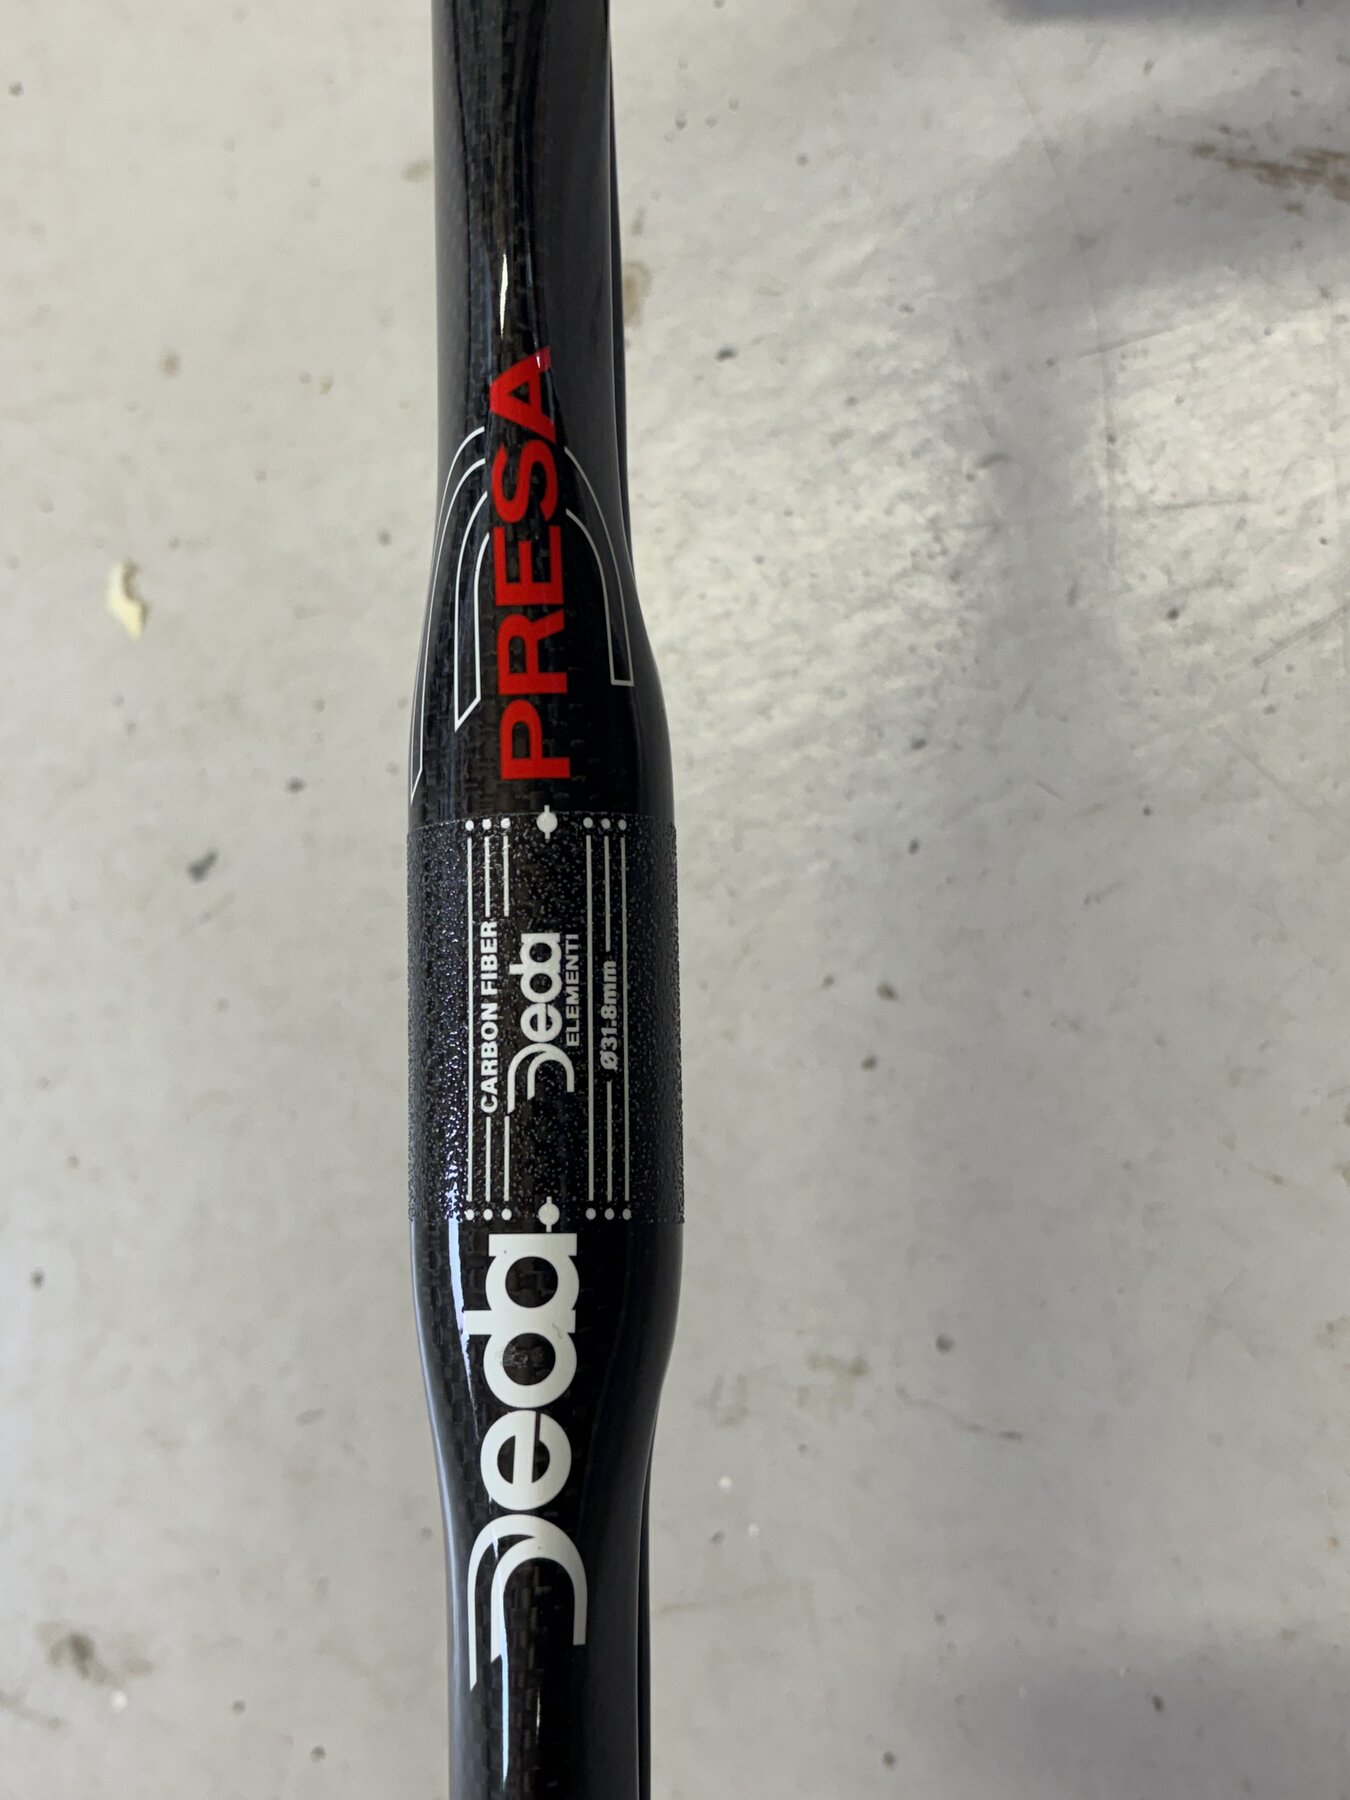 Deda
CARBON FIBER
Deda
ELEMENTI
Ø31.8mm
PRESA